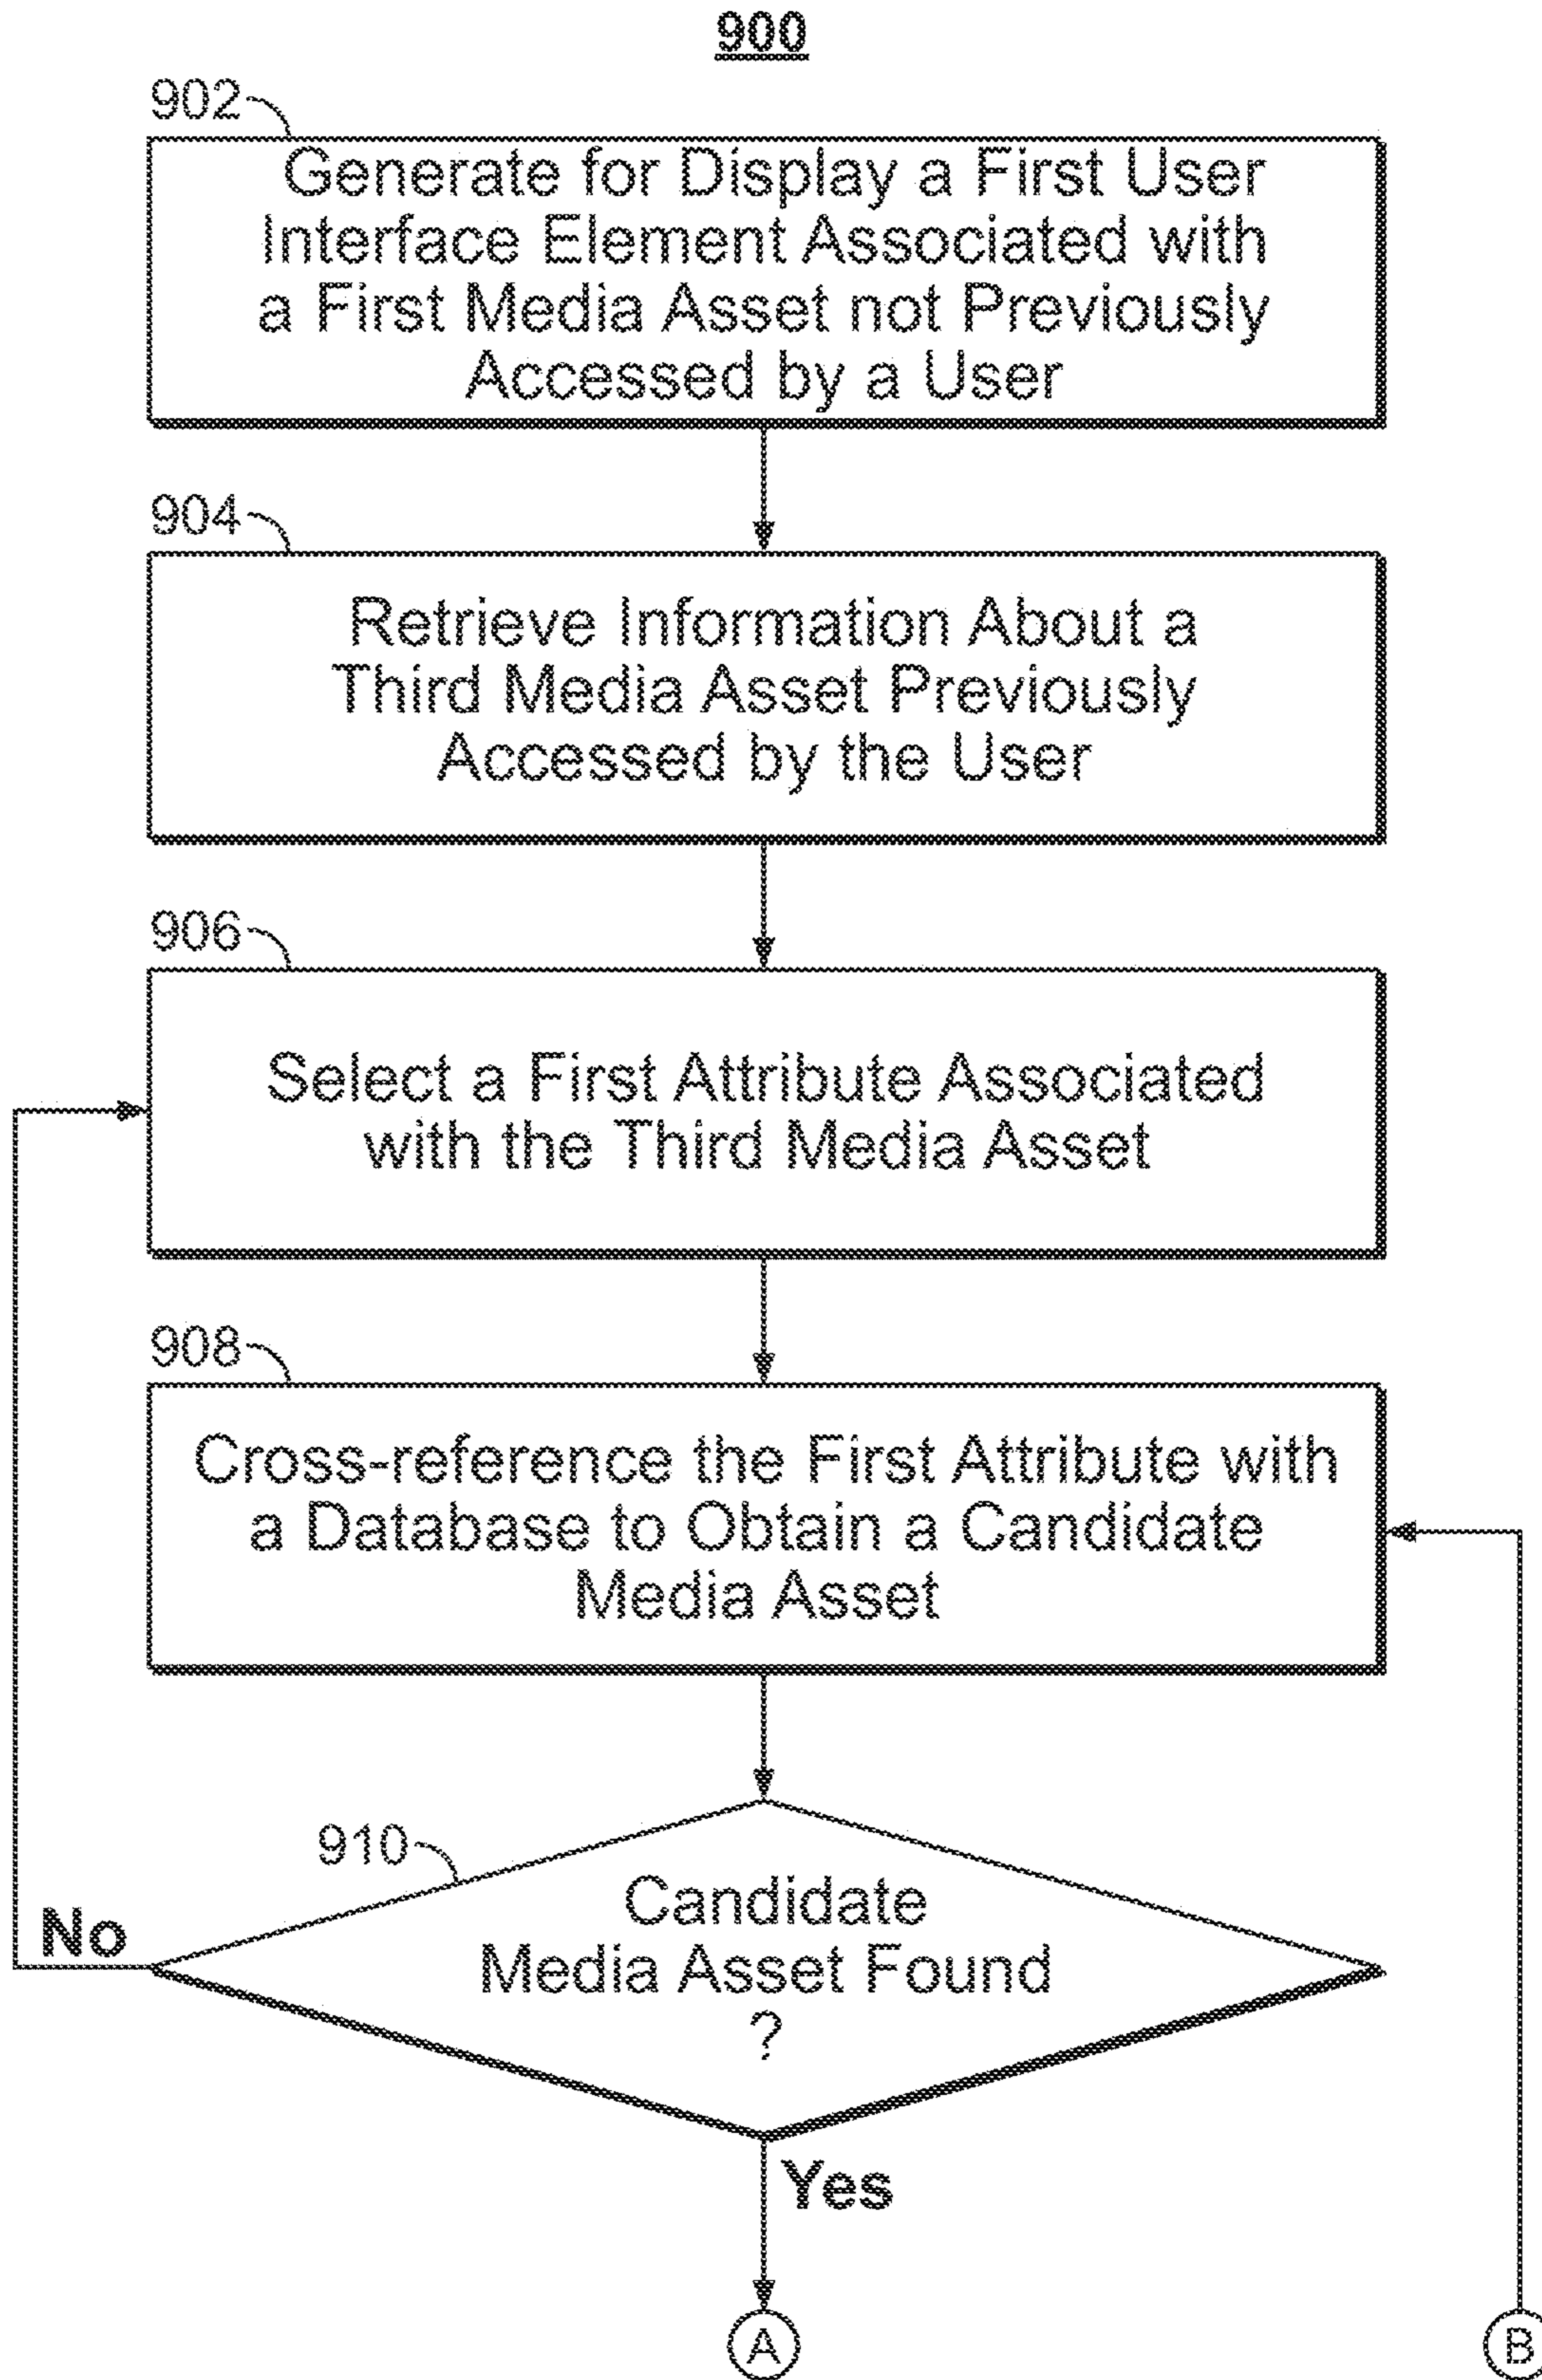 900
902
Generate for Display a First User
Interface Element Associated with
a First Media Asset not Previously
Accessed by a User
904
Retrieve Information About a
Third Media Asset Previously
Accessed by the User
906
Select a First Attribute Associated
with the Third Media Asset
908
Cross-reference the First Attribute with
a Database to Obtain a Candidate
Media Asset
910
Candidate
Media Asset Found
?
No
Yes
A
B